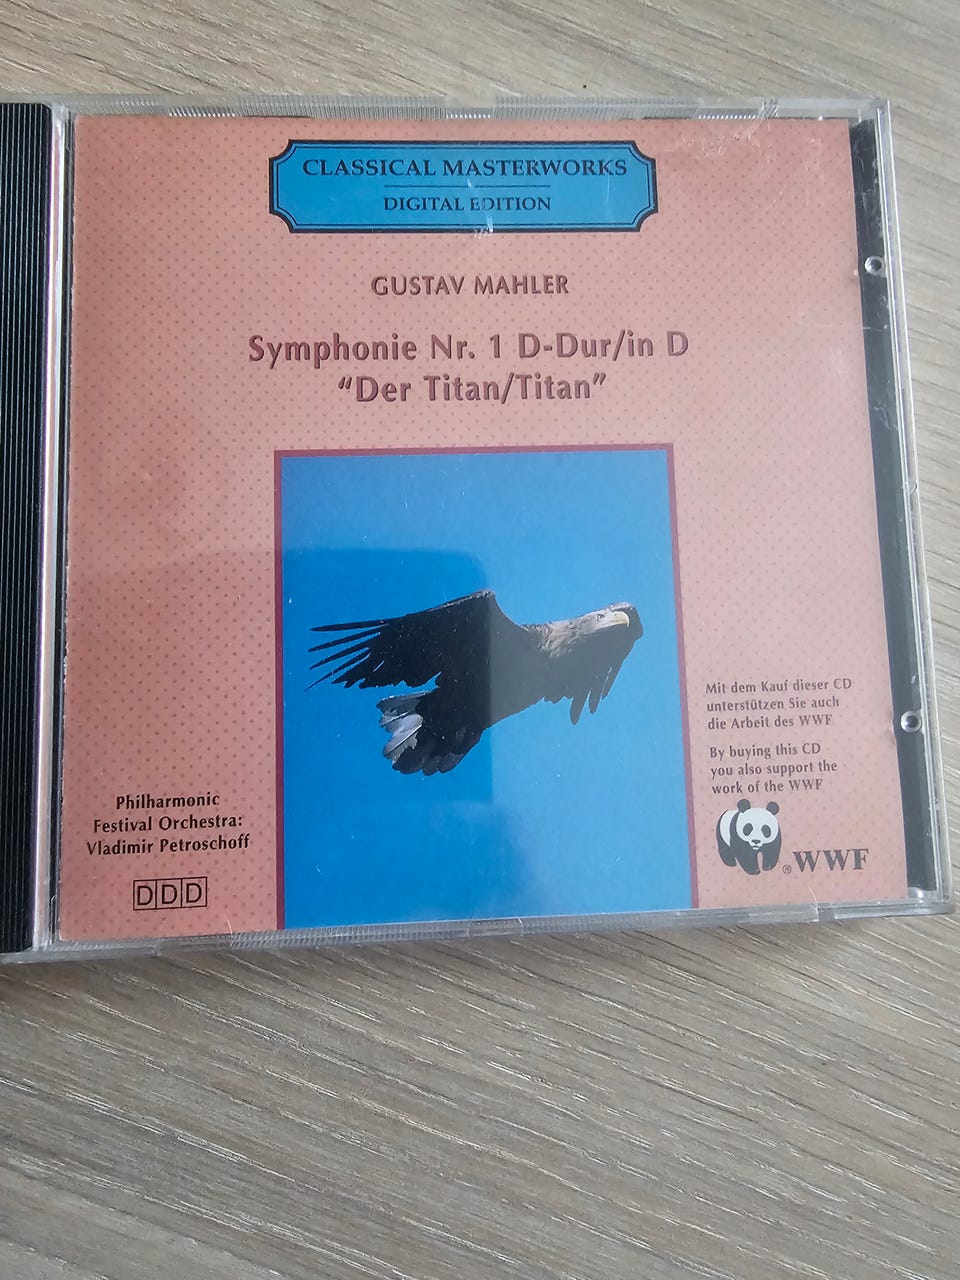 CLASSICAL MASTERWORKS
DIGITAL EDITION
GUSTAV MAHLER
Symphonie Nr. 1 D-Dur/in D
“Der Titan/Titan”
Mit dem Kauf dieser CD
unterstützen Sie auch
die Arbeit des WWF
By buying this CD
you also support the
work of the WWF
® WWF
Philharmonic
Festival Orchestra:
Vladimir Petroschoff
DDD